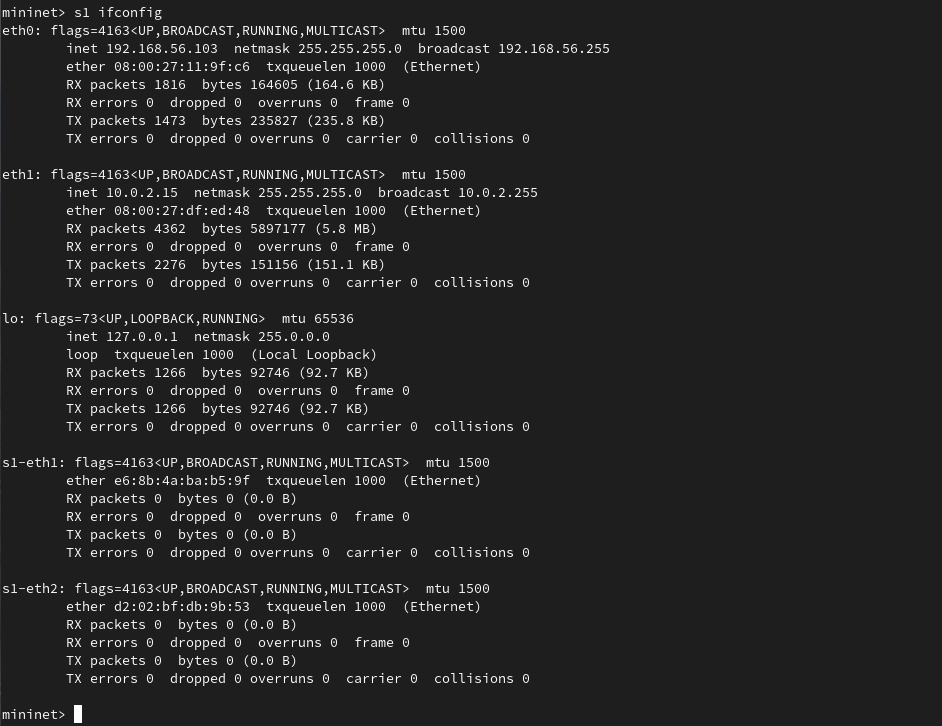 mininet> s1 ifconfig
eth0: flags=4163<UP,BROADCAST,RUNNING,MULTICAST>  mtu 1500
        inet 192.168.56.103  netmask 255.255.255.0  broadcast 192.168.56.255
        ether 08:00:27:11:9f:c6  txqueuelen 1000  (Ethernet)
        RX packets 1816  bytes 164605 (164.6 KB)
        RX errors 0  dropped 0  overruns 0  frame 0
        TX packets 1473  bytes 235827 (235.8 KB)
        TX errors 0  dropped 0 overruns 0  carrier 0  collisions 0

eth1: flags=4163<UP,BROADCAST,RUNNING,MULTICAST>  mtu 1500
        inet 10.0.2.15  netmask 255.255.255.0  broadcast 10.0.2.255
        ether 08:00:27:df:ed:48  txqueuelen 1000  (Ethernet)
        RX packets 4362  bytes 5897177 (5.8 MB)
        RX errors 0  dropped 0  overruns 0  frame 0
        TX packets 2276  bytes 151156 (151.1 KB)
        TX errors 0  dropped 0 overruns 0  carrier 0  collisions 0

lo: flags=73<UP,LOOPBACK,RUNNING>  mtu 65536
        inet 127.0.0.1  netmask 255.0.0.0
        loop  txqueuelen 1000  (Local Loopback)
        RX packets 1266  bytes 92746 (92.7 KB)
        RX errors 0  dropped 0  overruns 0  frame 0
        TX packets 1266  bytes 92746 (92.7 KB)
        TX errors 0  dropped 0 overruns 0  carrier 0  collisions 0

s1-eth1: flags=4163<UP,BROADCAST,RUNNING,MULTICAST>  mtu 1500
        ether e6:8b:4a:ba:b5:9f  txqueuelen 1000  (Ethernet)
        RX packets 0  bytes 0 (0.0 B)
        RX errors 0  dropped 0  overruns 0  frame 0
        TX packets 0  bytes 0 (0.0 B)
        TX errors 0  dropped 0 overruns 0  carrier 0  collisions 0

s1-eth2: flags=4163<UP,BROADCAST,RUNNING,MULTICAST>  mtu 1500
        ether d2:02:bf:db:9b:53  txqueuelen 1000  (Ethernet)
        RX packets 0  bytes 0 (0.0 B)
        RX errors 0  dropped 0  overruns 0  frame 0
        TX packets 0  bytes 0 (0.0 B)
        TX errors 0  dropped 0 overruns 0  carrier 0  collisions 0

mininet>